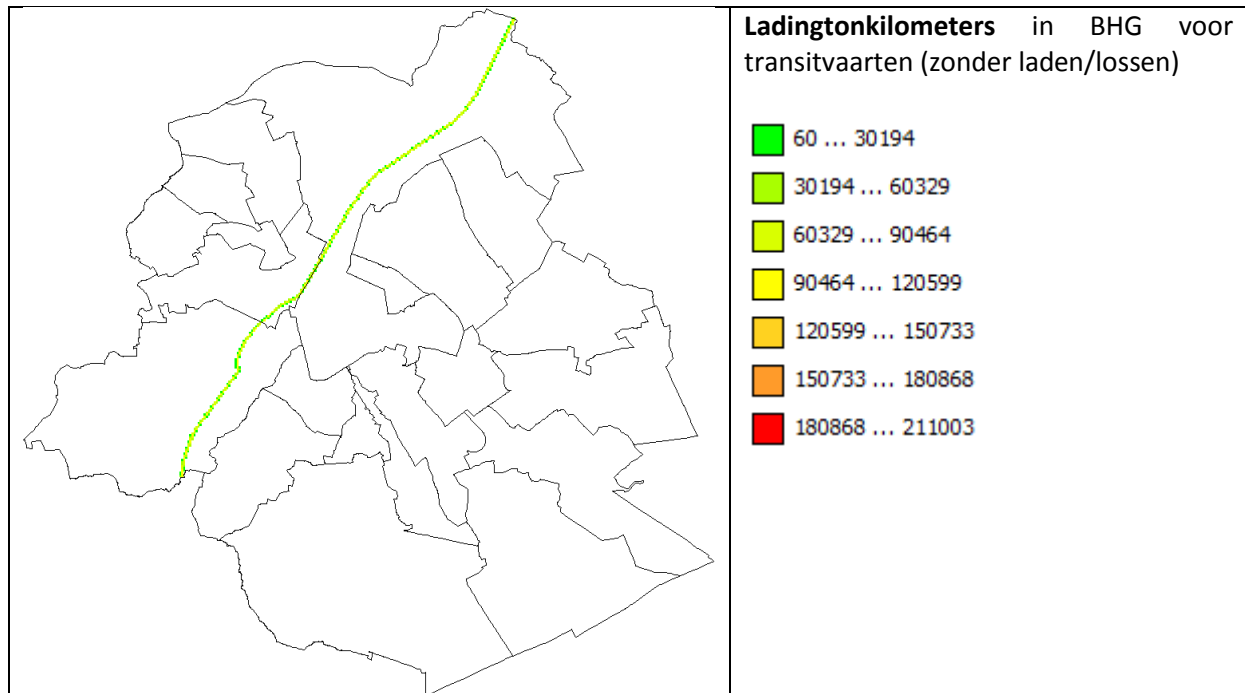 Ladingtonkilometers in BHG voor
transitvaarten (zonder laden/lossen)
60 ... 30194
30194 ... 60329
60329 ... 90464
90464 ... 120599
120599 ... 150733
150733 ... 180868
180868 ... 211003